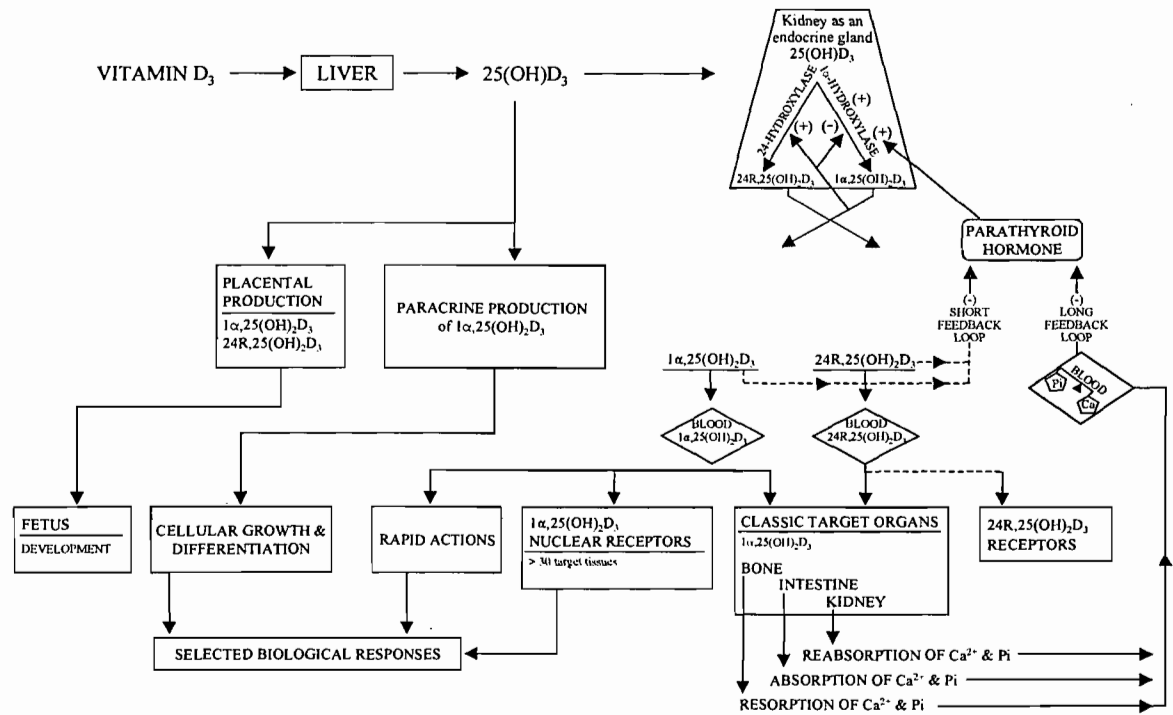 Kidney as an
endocrine gland
25(OH)D₃
VITAMIN D₃
LIVER
25(OH)D₃
24-HYDROXYLASE
1α-HYDROXYLASE
(+)
(+)
(-)
(+)
24R,25(OH)₂D₃
1α,25(OH)₂D₃
PARATHYROID
HORMONE
PLACENTAL
PRODUCTION
1α,25(OH)₂D₃
24R,25(OH)₂D₃
PARACRINE PRODUCTION
of 1α,25(OH)₂D₃
(-)
SHORT
FEEDBACK
LOOP
(-)
LONG
FEEDBACK
LOOP
1α,25(OH)₂D₃
24R,25(OH)₂D₃
BLOOD
Pi
Ca
BLOOD
1α,25(OH)₂D₃
BLOOD
24R,25(OH)₂D₃
FETUS
DEVELOPMENT
CELLULAR GROWTH &
DIFFERENTIATION
RAPID ACTIONS
1α,25(OH)₂D₃
NUCLEAR RECEPTORS
> 30 target tissues
CLASSIC TARGET ORGANS
1α,25(OH)₂D₃
BONE
INTESTINE
KIDNEY
24R,25(OH)₂D₃
RECEPTORS
SELECTED BIOLOGICAL RESPONSES
REABSORPTION OF Ca²⁺ & Pi
ABSORPTION OF Ca²⁺ & Pi
RESORPTION OF Ca²⁺ & Pi